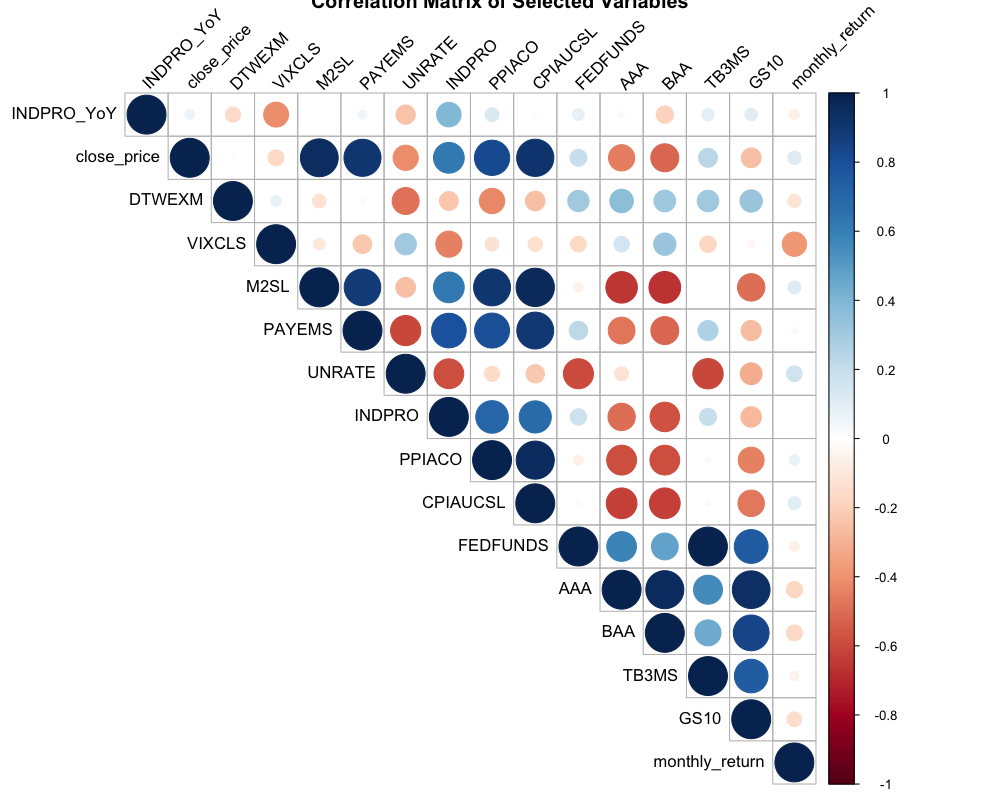 Correlation Matrix of Selected Variables
INDPRO_YoY
close_price
DTWEXM
VIXCLS
M2SL
PAYEMS
UNRATE
INDPRO
PPIACO
CPIAUCSL
FEDFUNDS
AAA
BAA
TB3MS
GS10
monthly_return
INDPRO_YoY
close_price
DTWEXM
VIXCLS
M2SL
PAYEMS
UNRATE
INDPRO
PPIACO
CPIAUCSL
FEDFUNDS
AAA
BAA
TB3MS
GS10
monthly_return
1
0.8
0.6
0.4
0.2
0
-0.2
-0.4
-0.6
-0.8
-1